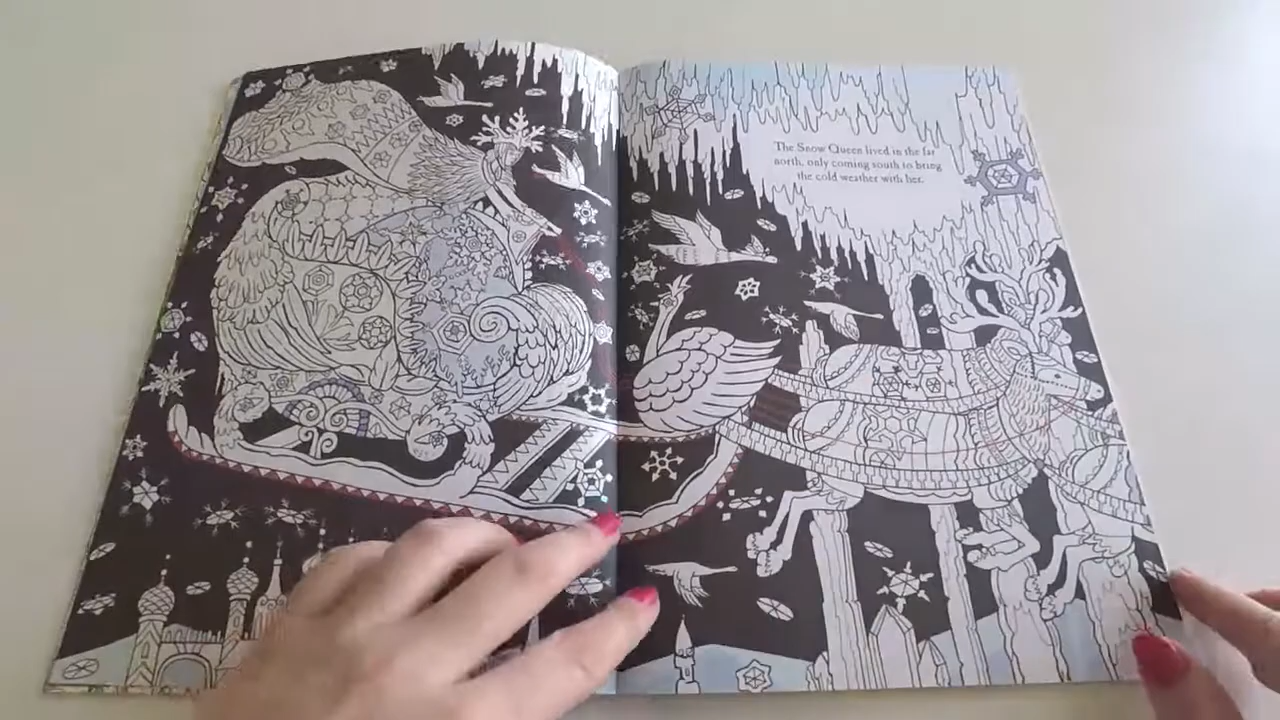 The Snow Queen lived in the far
north, only coming south to bring
the cold weather with her.